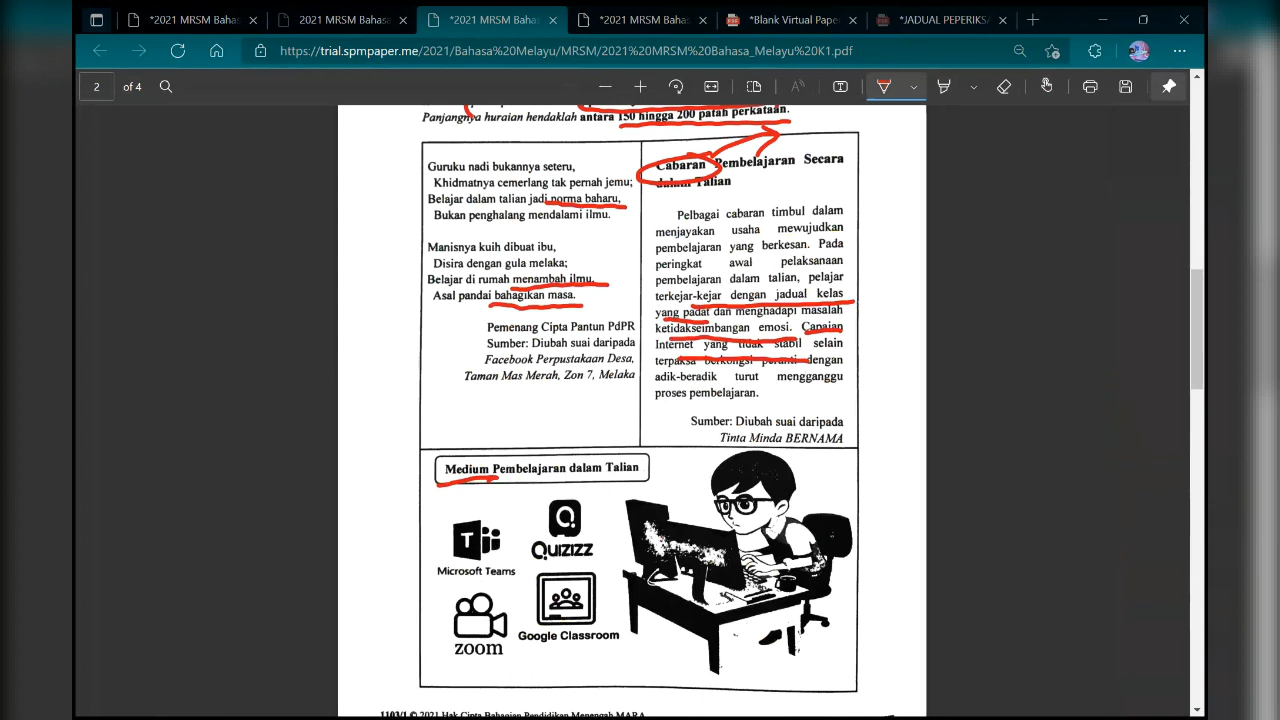 *2021 MRSM Bahas
2021 MRSM Bahasa
*2021 MRSM Bahas
*2021 MRSM Bahas
*Blank Virtual Pape
*JADUAL PEPERIKSA
https://trial.spmpaper.me/2021/Bahasa%20Melayu/MRSM/2021%20MRSM%20Bahasa_Melayu%20K1.pdf
2 of 4
Panjangnya huraian hendaklah antara 150 hingga 200 patah perkataan.
Guruku nadi bukannya seteru,
Khidmatnya cemerlang tak pernah jemu;
Belajar dalam talian jadi norma baharu,
Bukan penghalang mendalami ilmu.
Manisnya kuih dibuat ibu,
Disira dengan gula melaka;
Belajar di rumah menambah ilmu,
Asal pandai bahagikan masa.
Pemenang Cipta Pantun PdPR
Sumber: Diubah suai daripada
Facebook Perpustakaan Desa,
Taman Mas Merah, Zon 7, Melaka
Cabaran Pembelajaran Secara
dalam Talian
Pelbagai cabaran timbul dalam
menjayakan usaha mewujudkan
pembelajaran yang berkesan. Pada
peringkat awal pelaksanaan
pembelajaran dalam talian, pelajar
terkejar-kejar dengan jadual kelas
yang padat dan menghadapi masalah
ketidakseimbangan emosi. Capaian
Internet yang tidak stabil selain
terpaksa berkongsi peranti dengan
adik-beradik turut mengganggu
proses pembelajaran.
Sumber: Diubah suai daripada
Tinta Minda BERNAMA
Medium Pembelajaran dalam Talian
Microsoft Teams
Quizizz
zoom
Google Classroom
1103/1 © 2021 Hak Cipta Bahagian Pendidikan Menengah MARA